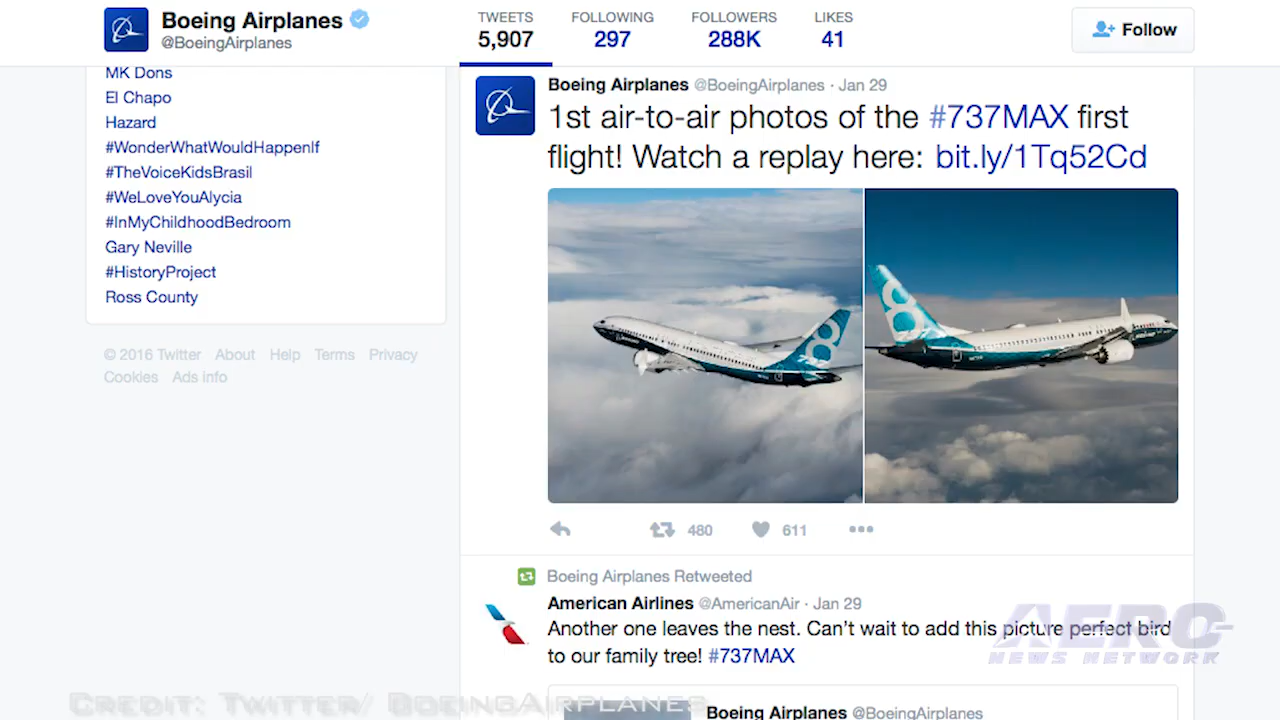 Boeing Airplanes
@BoeingAirplanes
TWEETS
5,907
FOLLOWING
297
FOLLOWERS
288K
LIKES
41
Follow
MK Dons
El Chapo
Hazard
#WonderWhatWouldHappenIf
#TheVoiceKidsBrasil
#WeLoveYouAlycia
#InMyChildhoodBedroom
Gary Neville
#HistoryProject
Ross County
© 2016 Twitter About Help Terms Privacy
Cookies Ads info
Boeing Airplanes @BoeingAirplanes · Jan 29
1st air-to-air photos of the #737MAX first
flight! Watch a replay here: bit.ly/1Tq52Cd
8
8
480
611
Boeing Airplanes Retweeted
American Airlines @AmericanAir · Jan 29
Another one leaves the nest. Can't wait to add this picture perfect bird
to our family tree! #737MAX
Boeing Airplanes @BoeingAirplanes
AERO
NEWS NETWORK
Credit: Twitter/ BoeingAirplanes